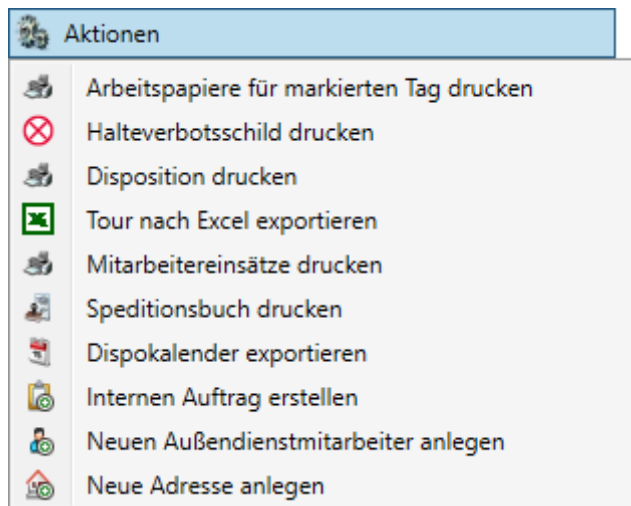 Aktionen
Arbeitspapiere für markierten Tag drucken
Halteverbotsschild drucken
Disposition drucken
Tour nach Excel exportieren
Mitarbeitereinsätze drucken
Speditionsbuch drucken
Dispokalender exportieren
Internen Auftrag erstellen
Neuen Außendienstmitarbeiter anlegen
Neue Adresse anlegen